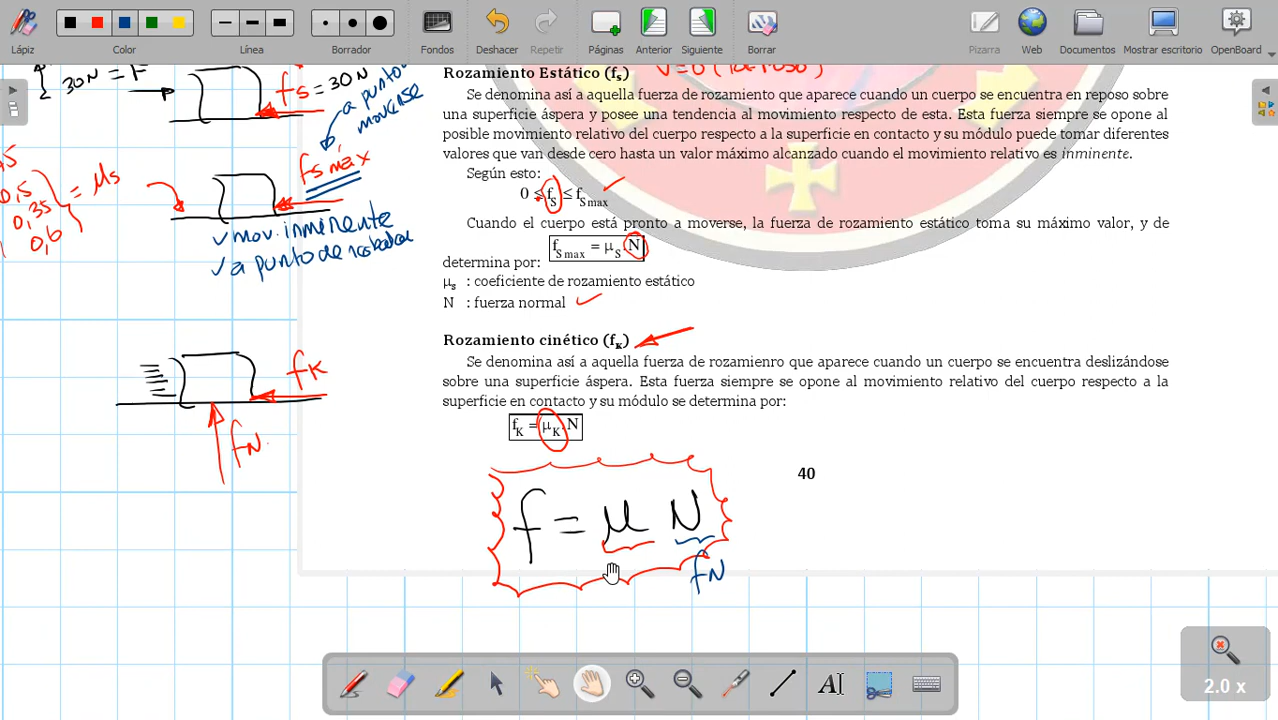 Lápiz
Color
Línea
Borrador
Fondos
Deshacer
Repetir
Páginas
Anterior
Siguiente
Borrar
Pizarra
Web
Documentos
Mostrar escritorio
OpenBoard
30N = F
fs = 30N
a punto
moverse
Rozamiento Estático (fs)
Se denomina así a aquella fuerza de rozamiento que aparece cuando un cuerpo se encuentra en reposo sobre
una superficie áspera y posee una tendencia al movimiento respecto de esta. Esta fuerza siempre se opone al
posible movimiento relativo del cuerpo respecto a la superficie en contacto y su módulo puede tomar diferentes
valores que van desde cero hasta un valor máximo alcanzado cuando el movimiento relativo es inminente.
Según esto:
0 ≤ fS ≤ fSmax
Cuando el cuerpo está pronto a moverse, la fuerza de rozamiento estático toma su máximo valor, y de
determina por: fSmax = μS N
μs : coeficiente de rozamiento estático
N : fuerza normal
0,5
0,35
0,6
= μs
fs máx
mov. inminente
a punto de resbalar
Rozamiento cinético (fK)
Se denomina así a aquella fuerza de rozamienro que aparece cuando un cuerpo se encuentra deslizándose
sobre una superficie áspera. Esta fuerza siempre se opone al movimiento relativo del cuerpo respecto a la
superficie en contacto y su módulo se determina por:
fK = μK.N
fK
fN
40
f = μ N
fN
2.0 x